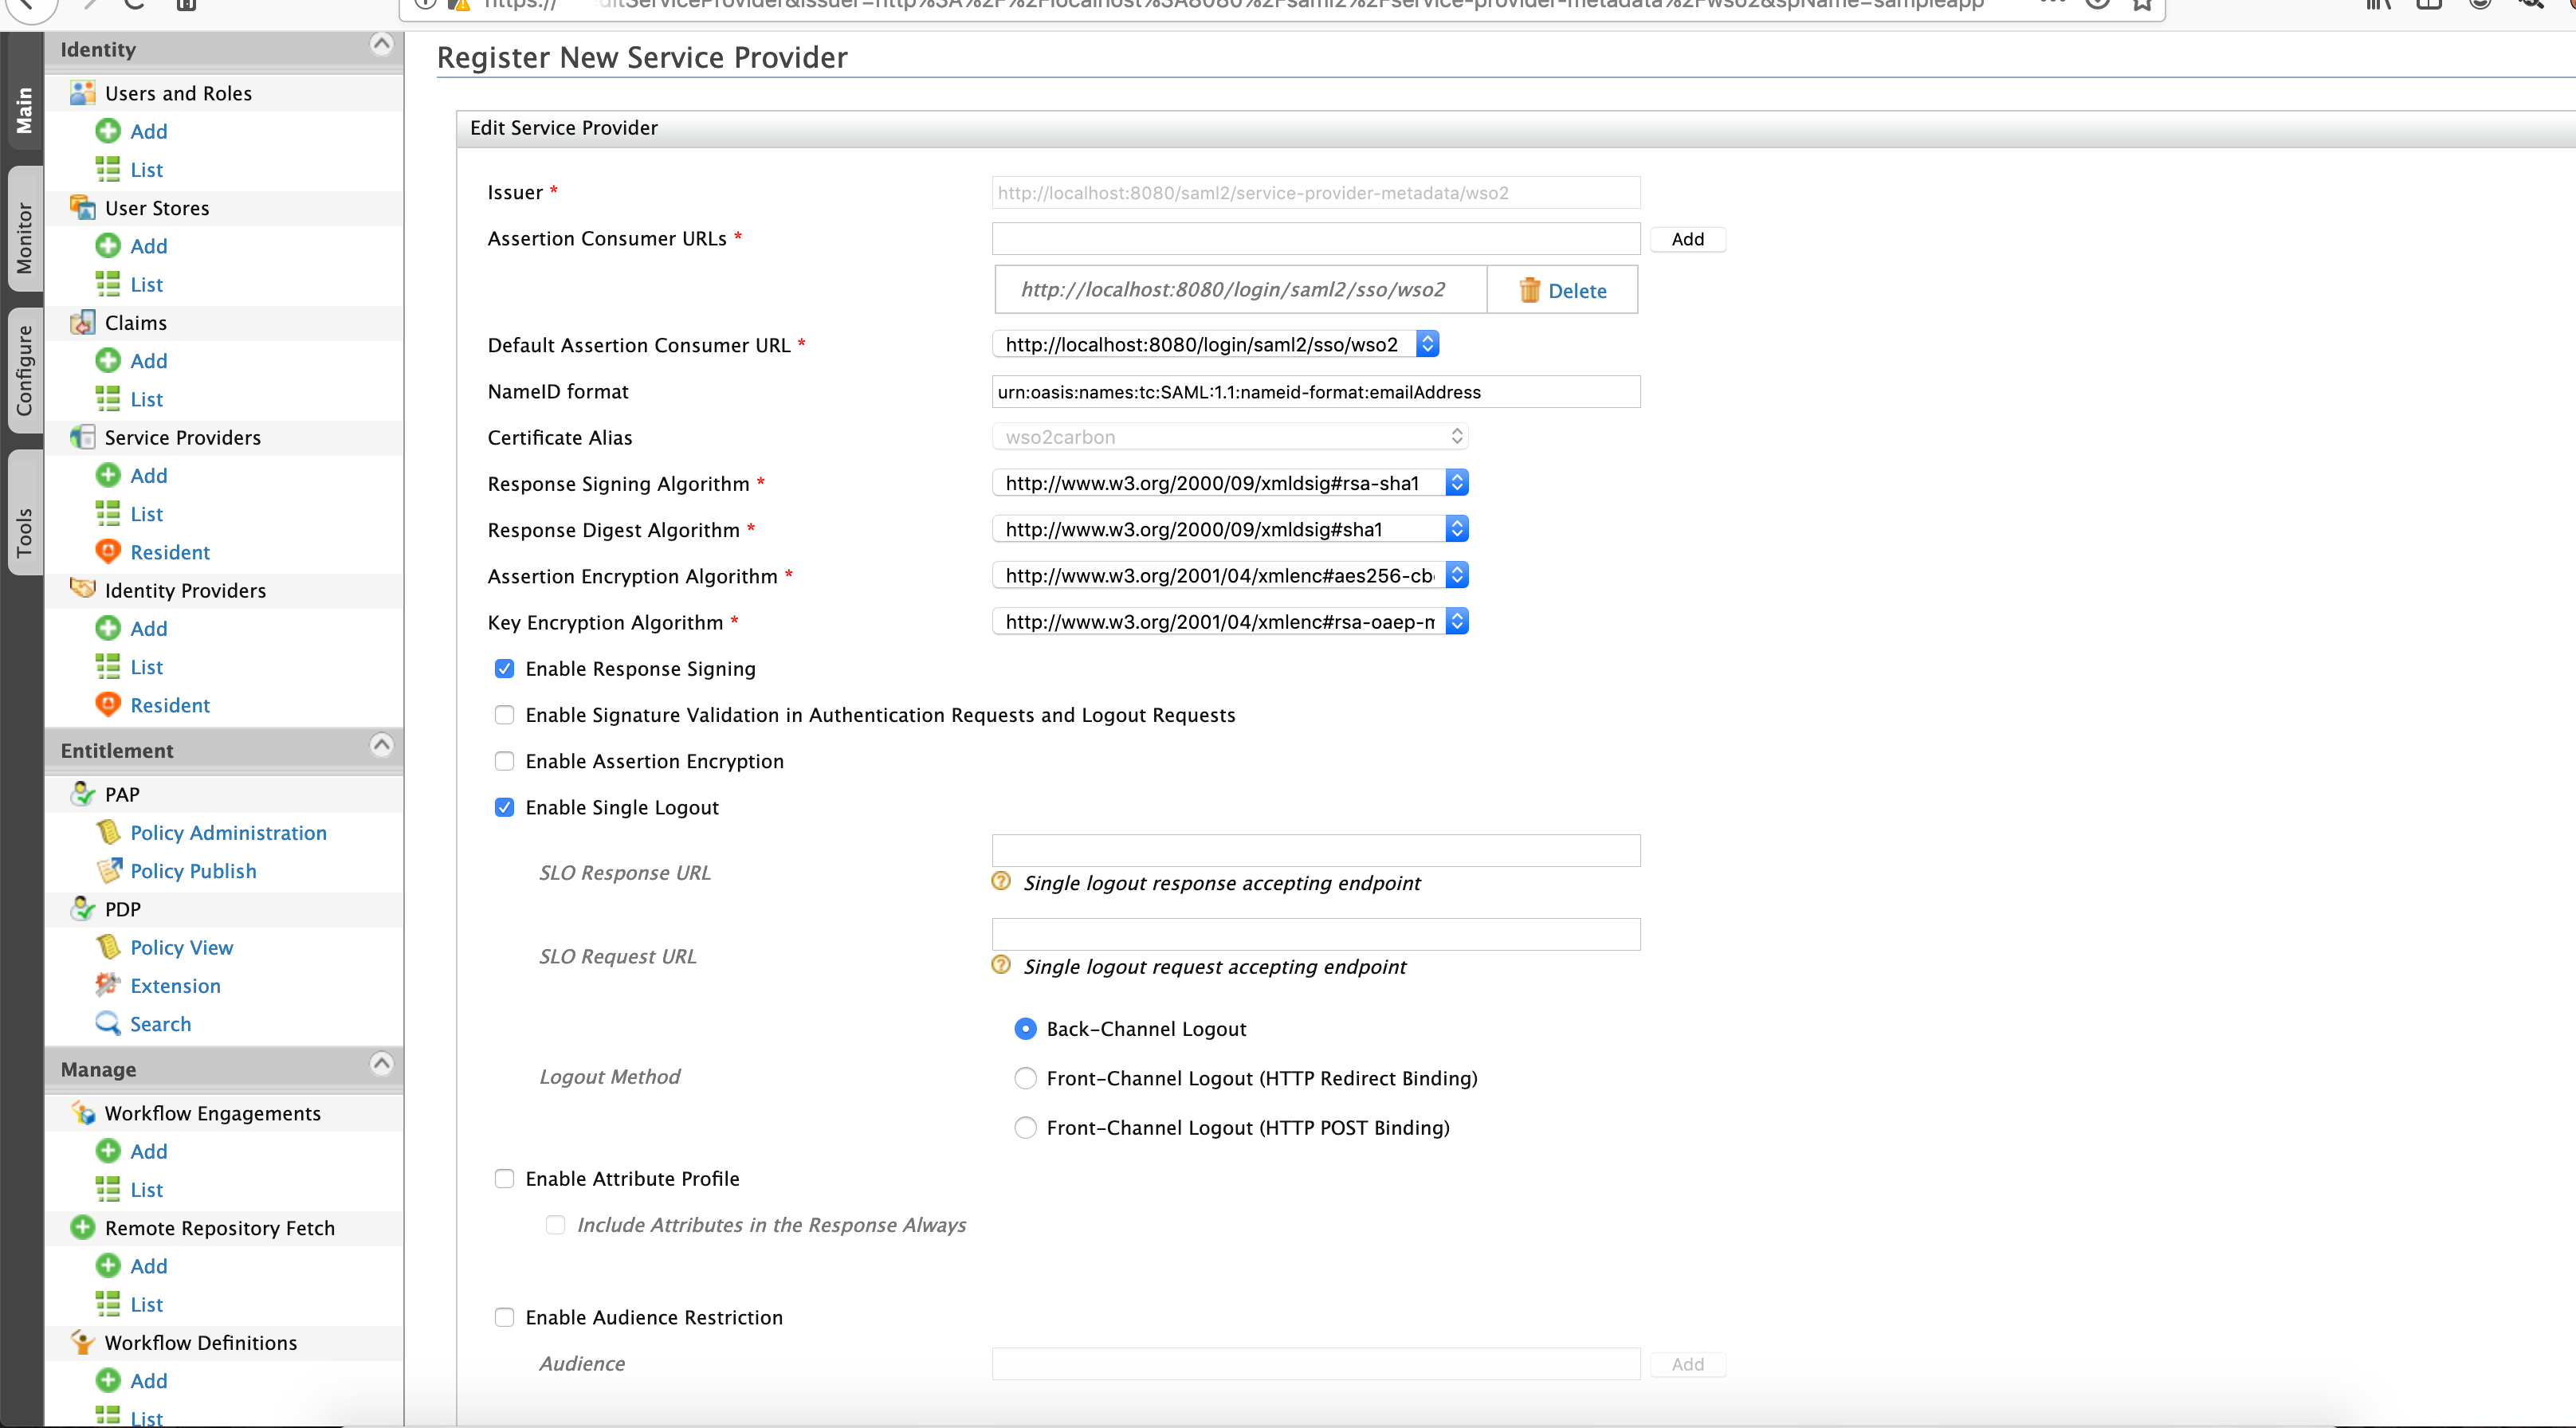 https://
ditServiceProvider&issuer=http%3A%2F%2Flocalhost%3A8080%2Fsaml2%2Fservice-provider-metadata%2Fwso2&spName=sampleapp
Main
Monitor
Configure
Tools
Identity
Users and Roles
Add
List
User Stores
Add
List
Claims
Add
List
Service Providers
Add
List
Resident
Identity Providers
Add
List
Resident
Entitlement
PAP
Policy Administration
Policy Publish
PDP
Policy View
Extension
Search
Manage
Workflow Engagements
Add
List
Remote Repository Fetch
Add
List
Workflow Definitions
Add
List
Register New Service Provider
Edit Service Provider
Issuer * http://localhost:8080/saml2/service-provider-metadata/wso2
Assertion Consumer URLs * Add
http://localhost:8080/login/saml2/sso/wso2 Delete
Default Assertion Consumer URL * http://localhost:8080/login/saml2/sso/wso2
NameID format urn:oasis:names:tc:SAML:1.1:nameid-format:emailAddress
Certificate Alias wso2carbon
Response Signing Algorithm * http://www.w3.org/2000/09/xmldsig#rsa-sha1
Response Digest Algorithm * http://www.w3.org/2000/09/xmldsig#sha1
Assertion Encryption Algorithm * http://www.w3.org/2001/04/xmlenc#aes256-cb
Key Encryption Algorithm * http://www.w3.org/2001/04/xmlenc#rsa-oaep-m
Enable Response Signing
Enable Signature Validation in Authentication Requests and Logout Requests
Enable Assertion Encryption
Enable Single Logout
SLO Response URL
Single logout response accepting endpoint
SLO Request URL
Single logout request accepting endpoint
Logout Method
Back-Channel Logout
Front-Channel Logout (HTTP Redirect Binding)
Front-Channel Logout (HTTP POST Binding)
Enable Attribute Profile
Include Attributes in the Response Always
Enable Audience Restriction
Audience Add